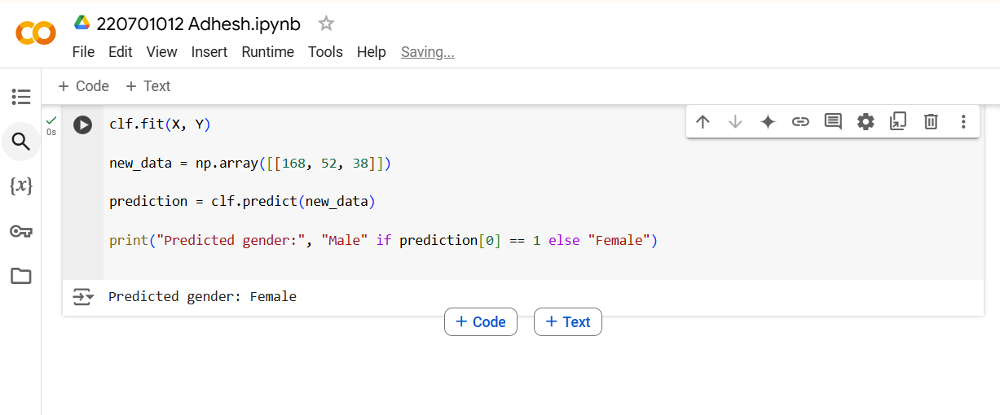 220701012 Adhesh.ipynb
File Edit View Insert Runtime Tools Help Saving...
+ Code + Text
0s
clf.fit(X, Y)
new_data = np.array([[168, 52, 38]])
prediction = clf.predict(new_data)
print("Predicted gender:", "Male" if prediction[0] == 1 else "Female")
{x}
Predicted gender: Female
+ Code + Text